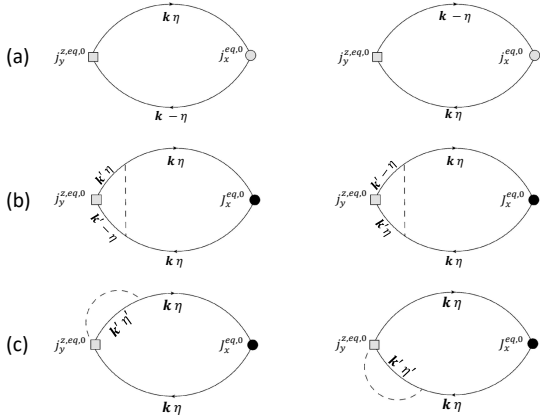 k η
(a) j_y^{z,eq,0} j_x^{eq,0}
k −η
k −η
j_y^{z,eq,0} j_x^{eq,0}
k η
k' η k η
(b) j_y^{z,eq,0} J_x^{eq,0}
k' −η k η
k' −η k η
j_y^{z,eq,0} J_x^{eq,0}
k' η k η
k' η' k η
(c) j_y^{z,eq,0} J_x^{eq,0}
k η
k η
j_y^{z,eq,0} J_x^{eq,0}
k' η' k η